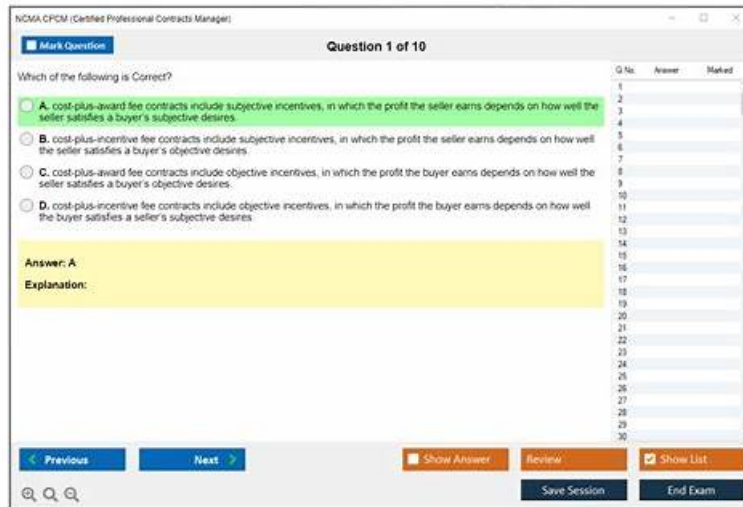 NCMA CPCM (Certified Professional Contracts Manager)
Mark Question
Question 1 of 10
Q No. Answer Marked
Which of the following is Correct?
A. cost-plus-award fee contracts include subjective incentives, in which the profit the seller earns depends on how well the
seller satisfies a buyer's subjective desires.
B. cost-plus-incentive fee contracts include subjective incentives, in which the profit the seller earns depends on how well
the seller satisfies a buyer's objective desires.
C. cost-plus-award fee contracts include objective incentives, in which the profit the buyer earns depends on how well the
seller satisfies a buyer's objective desires.
D. cost-plus-incentive fee contracts include objective incentives, in which the profit the buyer earns depends on how well
the buyer satisfies a seller's subjective desires
Answer: A
Explanation:
1
2
3
4
5
6
7
8
9
10
11
12
13
14
15
16
17
18
19
20
21
22
23
24
25
26
27
28
29
30
Previous
Next
Show Answer
Review
Show List
Save Session
End Exam